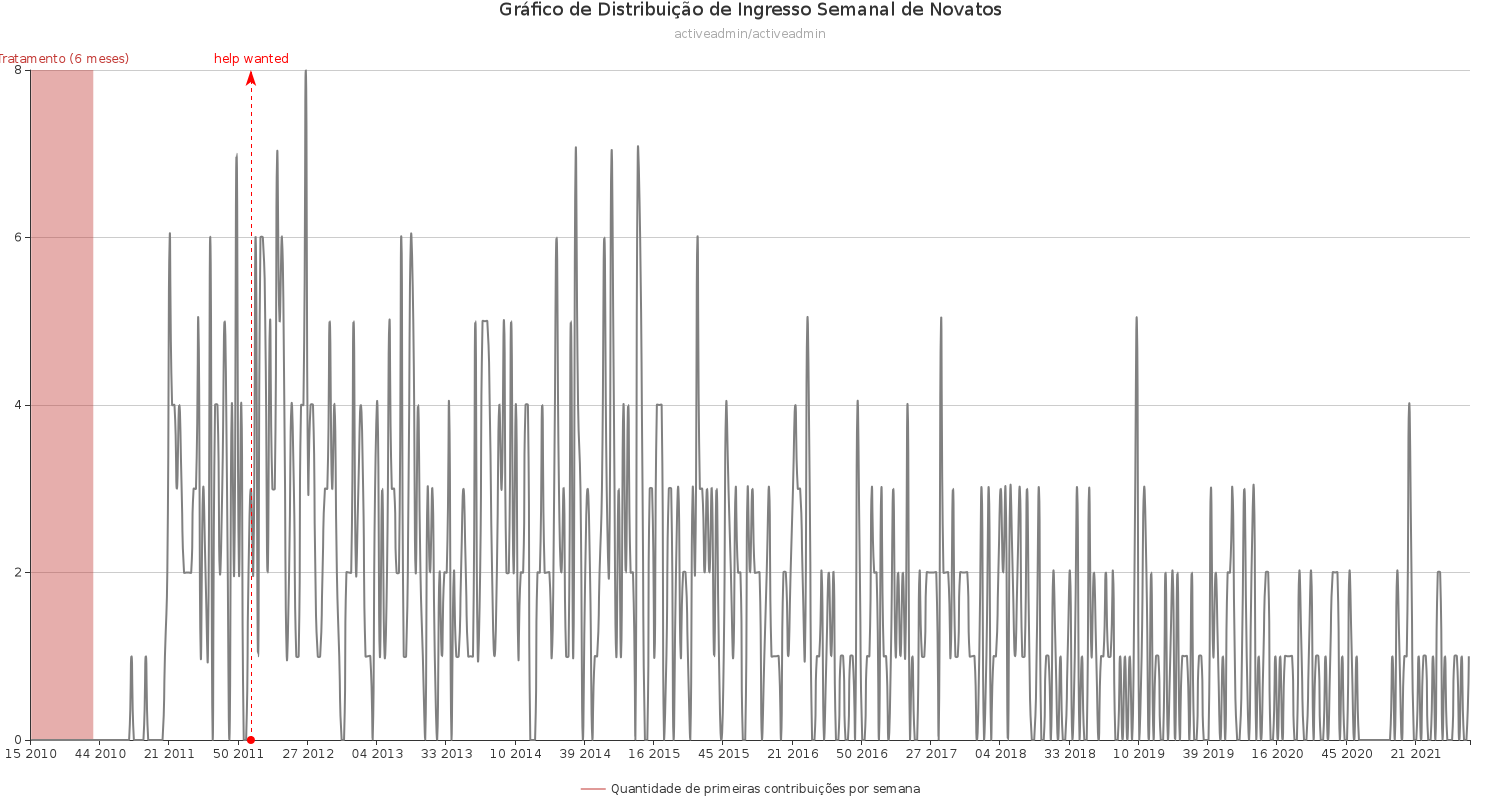 Gráfico de Distribuição de Ingresso Semanal de Novatos
activeadmin/activeadmin
Tratamento (6 meses)
help wanted
8
6
4
2
0
15 2010 44 2010 21 2011 50 2011 27 2012 04 2013 33 2013 10 2014 39 2014 16 2015 45 2015 21 2016 50 2016 27 2017 04 2018 33 2018 10 2019 39 2019 16 2020 45 2020 21 2021
Quantidade de primeiras contribuições por semana